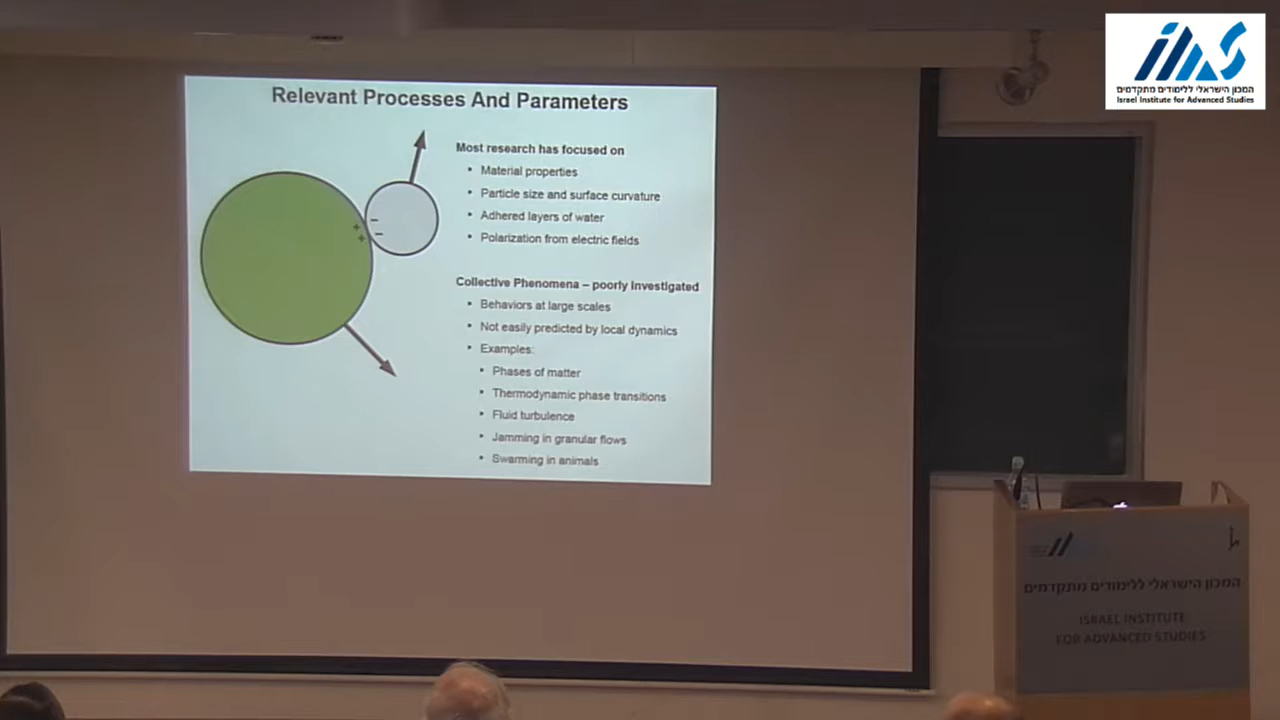 Relevant Processes And Parameters
Most research has focused on
• Material properties
• Particle size and surface curvature
• Adhered layers of water
• Polarization from electric fields
+
+
−
−
Collective Phenomena – poorly Investigated
• Behaviors at large scales
• Not easily predicted by local dynamics
• Examples:
• Phases of matter
• Thermodynamic phase transitions
• Fluid turbulence
• Jamming in granular flows
• Swarming in animals
המכון הישראלי ללימודים מתקדמים
Israel Institute for Advanced Studies
המכון הישראלי ללימודים מתקדמים
ISRAEL INSTITUTE
FOR ADVANCED STUDIES